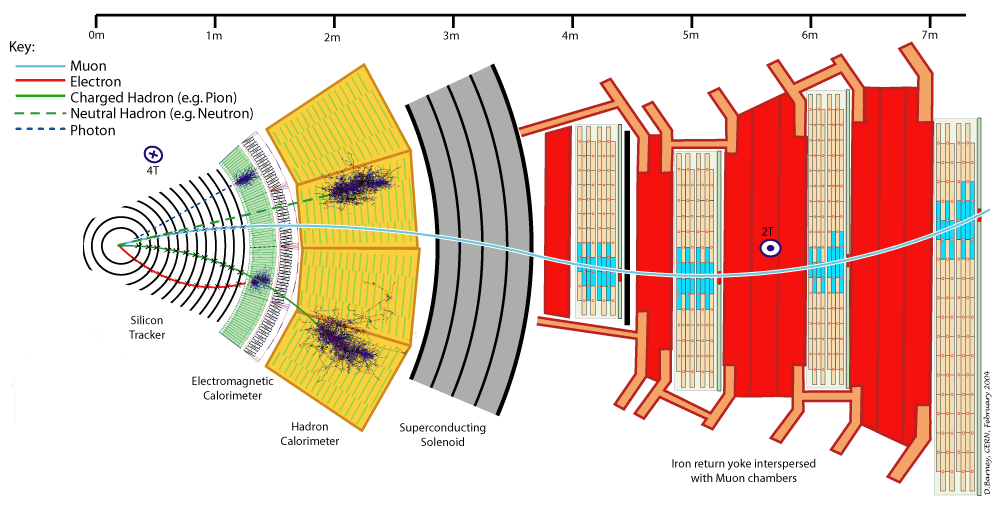 0m 1m 2m 3m 4m 5m 6m 7m
Key:
Muon
Electron
Charged Hadron (e.g. Pion)
Neutral Hadron (e.g. Neutron)
Photon
4T
2T
Silicon
Tracker
Electromagnetic
Calorimeter
Hadron
Calorimeter
Superconducting
Solenoid
Iron return yoke interspersed
with Muon chambers
D.Barney, CERN, February 2004